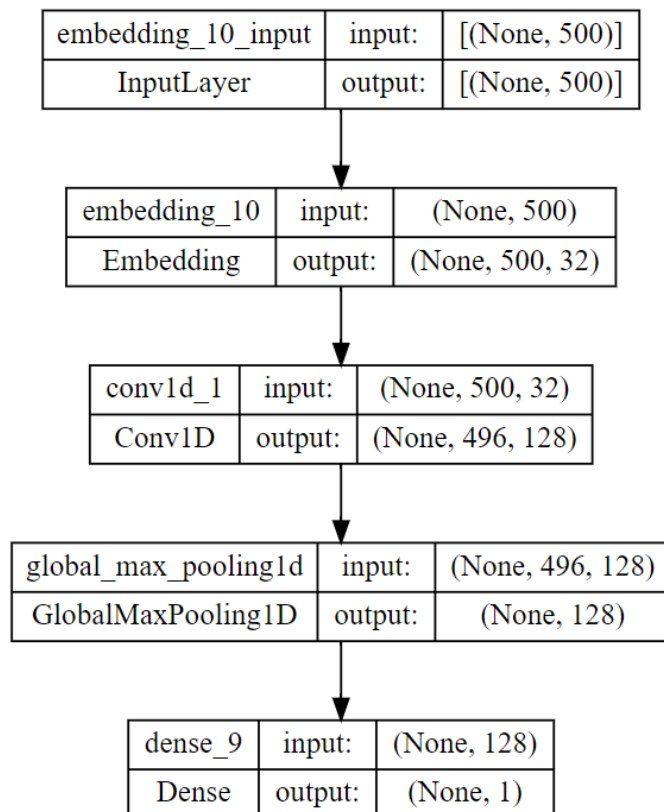 embedding_10_input input: [(None, 500)]
InputLayer output: [(None, 500)]
embedding_10 input: (None, 500)
Embedding output: (None, 500, 32)
conv1d_1 input: (None, 500, 32)
Conv1D output: (None, 496, 128)
global_max_pooling1d input: (None, 496, 128)
GlobalMaxPooling1D output: (None, 128)
dense_9 input: (None, 128)
Dense output: (None, 1)